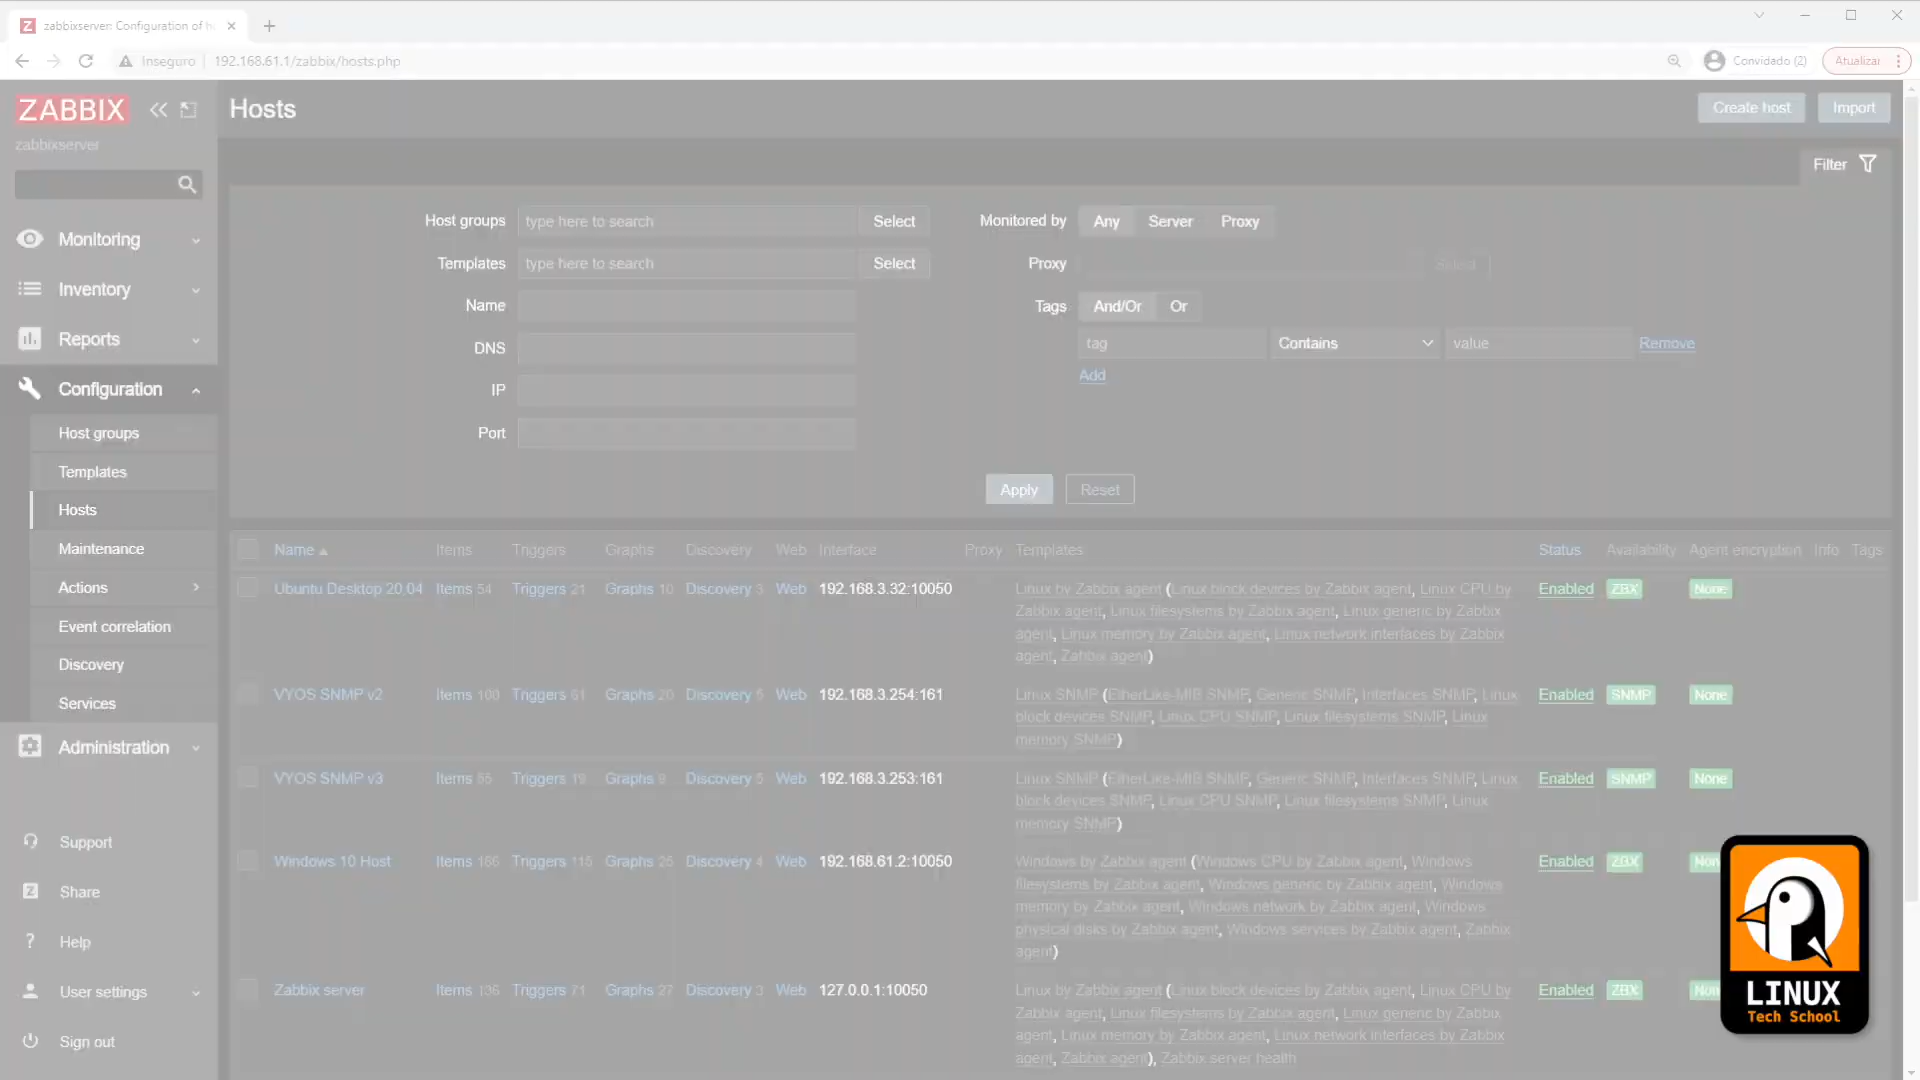 zabbixserver: Configuration of h
Inseguro | 192.168.61.1/zabbix/hosts.php
Convidado (2)
Atualizar
ZABBIX
zabbixserver
Hosts
Create host
Import
Filter
Monitoring
Inventory
Reports
Configuration
Host groups
Templates
Hosts
Maintenance
Actions
Event correlation
Discovery
Services
Administration
Support
Share
Help
User settings
Sign out
Host groups type here to search Select
Templates type here to search Select
Name
DNS
IP
Port
Monitored by Any Server Proxy
Proxy Select
Tags And/Or Or
tag Contains value Remove
Add
Apply Reset
Name Items Triggers Graphs Discovery Web Interface Proxy Templates Status Availability Agent encryption Info Tags
Ubuntu Desktop 20.04 Items 54 Triggers 21 Graphs 10 Discovery 3 Web 192.168.3.32:10050 Linux by Zabbix agent (Linux block devices by Zabbix agent, Linux CPU by Enabled ZBX None
Zabbix agent, Linux filesystems by Zabbix agent, Linux generic by Zabbix
agent, Linux memory by Zabbix agent, Linux network interfaces by Zabbix
agent, Zabbix agent)
VYOS SNMP v2 Items Triggers Graphs Discovery Web 192.168.3.254:161 Linux SNMP (EtherLike-MIB SNMP, Generic SNMP, Interfaces SNMP, Linux Enabled SNMP None
block devices SNMP, Linux CPU SNMP, Linux filesystems SNMP, Linux
memory SNMP)
VYOS SNMP v3 Items Triggers Graphs Discovery Web 192.168.3.253:161 Linux SNMP (EtherLike-MIB SNMP, Generic SNMP, Interfaces SNMP, Linux Enabled SNMP None
block devices SNMP, Linux CPU SNMP, Linux filesystems SNMP, Linux
memory SNMP)
Windows 10 Host Items Triggers Graphs Discovery Web 192.168.61.2:10050 Windows by Zabbix agent (Windows CPU by Zabbix agent, Windows Enabled ZBX Non
filesystems by Zabbix agent, Windows generic by Zabbix agent, Windows
memory by Zabbix agent, Windows network by Zabbix agent, Windows
physical disks by Zabbix agent, Windows services by Zabbix agent, Zabbix
agent)
Zabbix server Items 136 Triggers 71 Graphs 27 Discovery 3 Web 127.0.0.1:10050 Linux by Zabbix agent (Linux block devices by Zabbix agent, Linux CPU by Enabled ZBX Non
Zabbix agent, Linux filesystems by Zabbix agent, Linux generic by Zabbix
agent, Linux memory by Zabbix agent, Linux network interfaces by Zabbix
agent, Zabbix agent), Zabbix server health
LINUX
Tech School